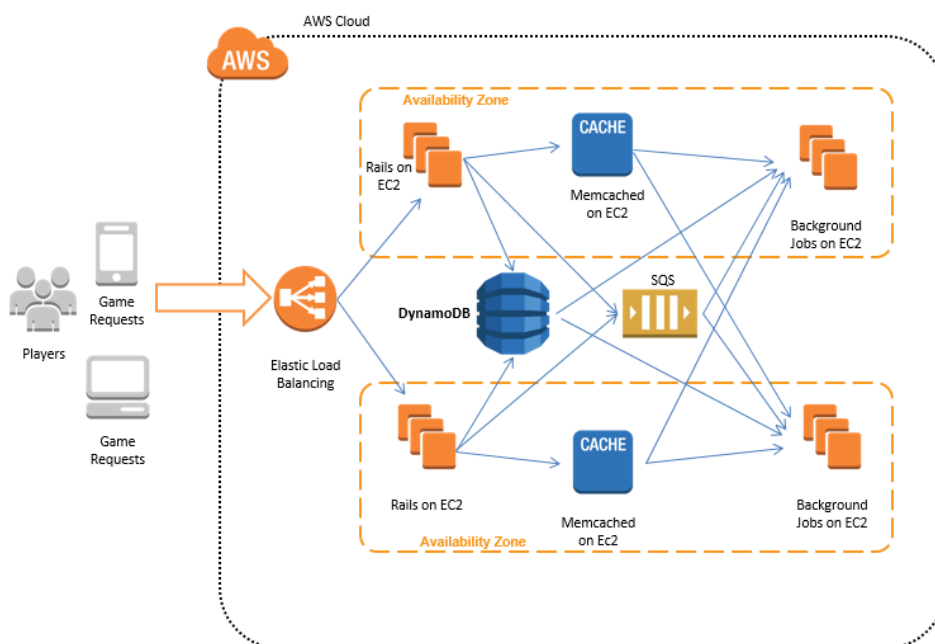 AWS Cloud
AWS
Availability Zone
Rails on
EC2
CACHE
Memcached
on EC2
Background
Jobs on EC2
Game
Requests
Players
Game
Requests
Elastic Load
Balancing
DynamoDB
SQS
Rails on EC2
CACHE
Memcached
on Ec2
Background
Jobs on EC2
Availability Zone